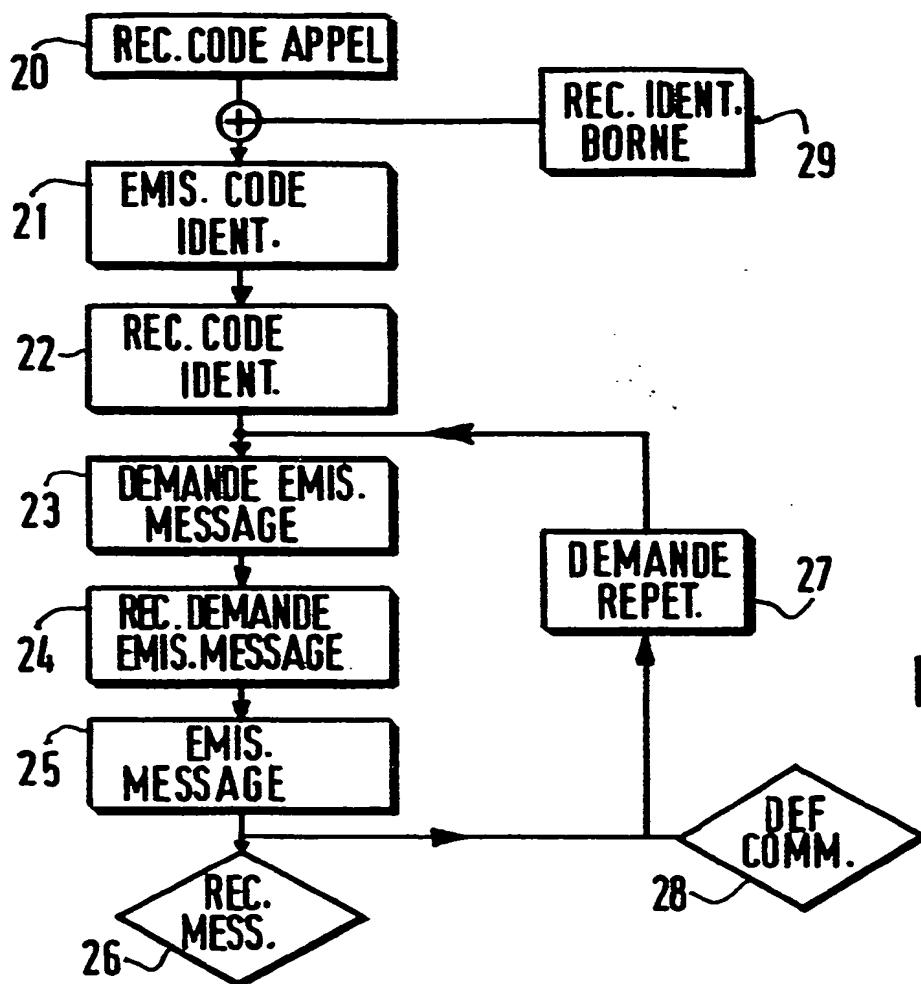 20
REC. CODE APPEL
REC. IDENT.
BORNE
29
21
EMIS. CODE
IDENT.
22
REC. CODE
IDENT.
23
DEMANDE EMIS.
MESSAGE
24
REC. DEMANDE
EMIS. MESSAGE
DEMANDE
REPET.
27
25
EMIS.
MESSAGE
DEF
COMM.
28
REC.
MESS.
26